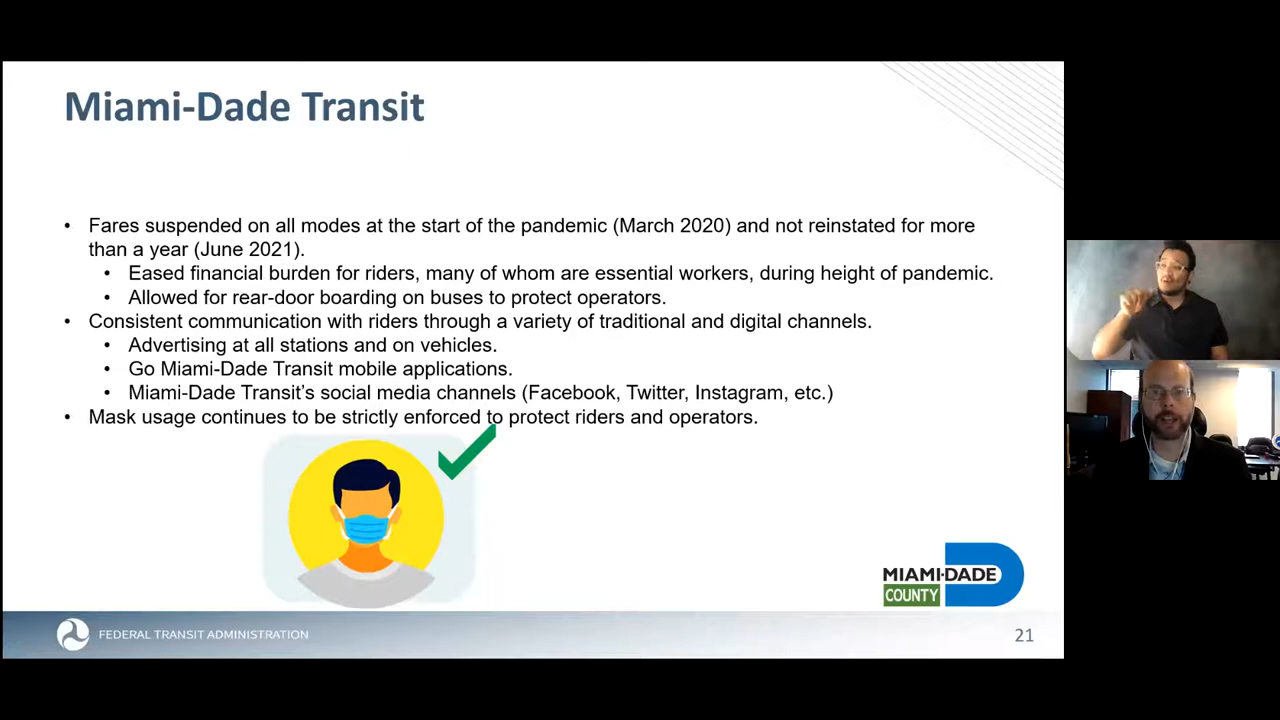 Miami-Dade Transit
• Fares suspended on all modes at the start of the pandemic (March 2020) and not reinstated for more
than a year (June 2021).
• Eased financial burden for riders, many of whom are essential workers, during height of pandemic.
• Allowed for rear-door boarding on buses to protect operators.
• Consistent communication with riders through a variety of traditional and digital channels.
• Advertising at all stations and on vehicles.
• Go Miami-Dade Transit mobile applications.
• Miami-Dade Transit’s social media channels (Facebook, Twitter, Instagram, etc.)
• Mask usage continues to be strictly enforced to protect riders and operators.
MIAMI-DADE
COUNTY
FEDERAL TRANSIT ADMINISTRATION
21